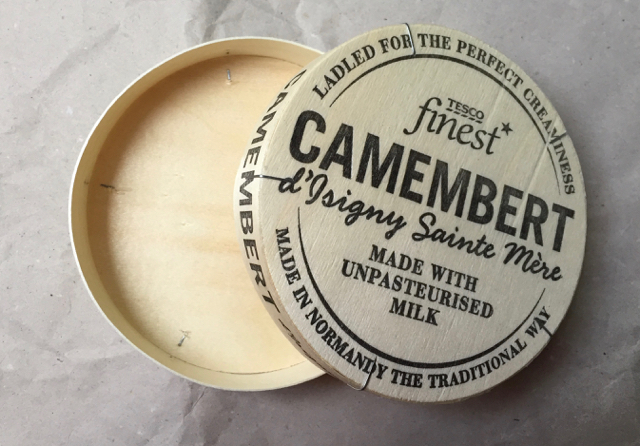 LADLED FOR THE PERFECT CREAMINESS
TESCO
finest*
CAMEMBERT
d'Isigny Sainte Mère
MADE WITH
UNPASTEURISED
MILK
MADE IN NORMANDY THE TRADITIONAL WAY
CAMEMBERT